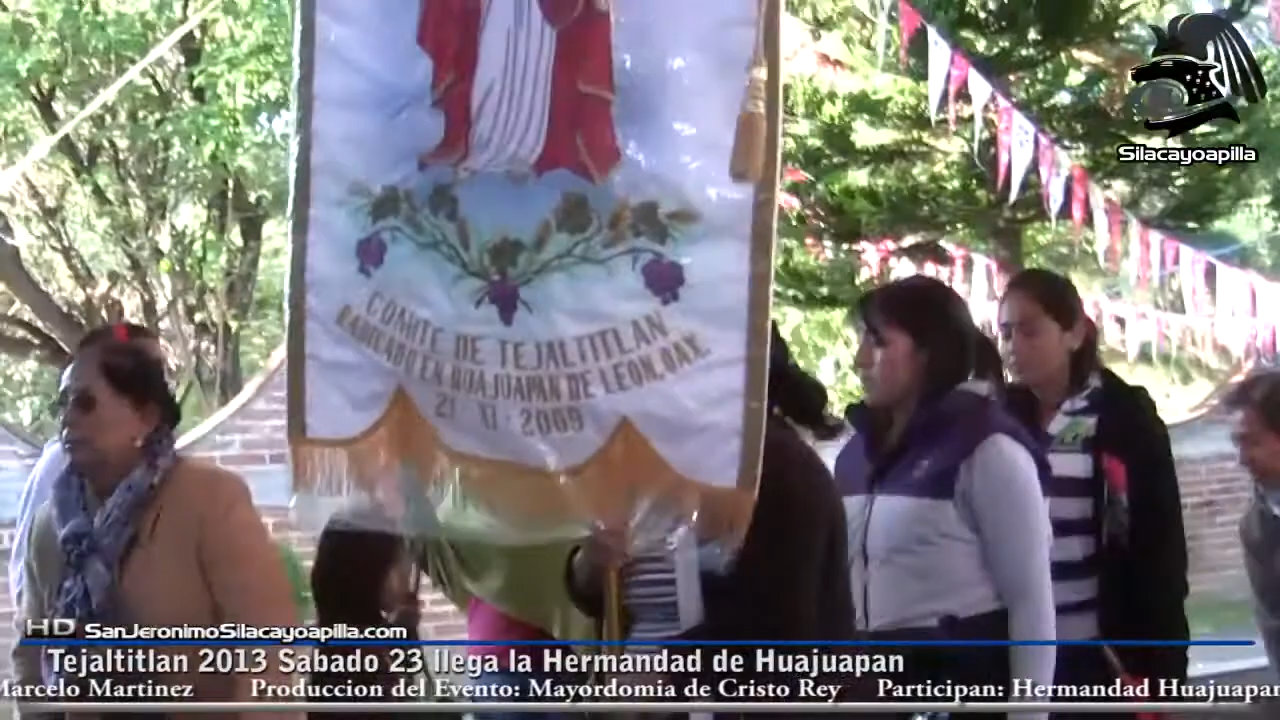 Silacayoapilla
COMITE DE TEJALTITLAN
RADICADO EN HUAJUAPAN DE LEON, OAX.
21 · XI · 2009
HD SanJeronimoSilacayoapilla.com
Tejaltitlan 2013 Sabado 23 llega la Hermandad de Huajuapan
Marcelo Martinez Produccion del Evento: Mayordomia de Cristo Rey Participan: Hermandad Huajuapan